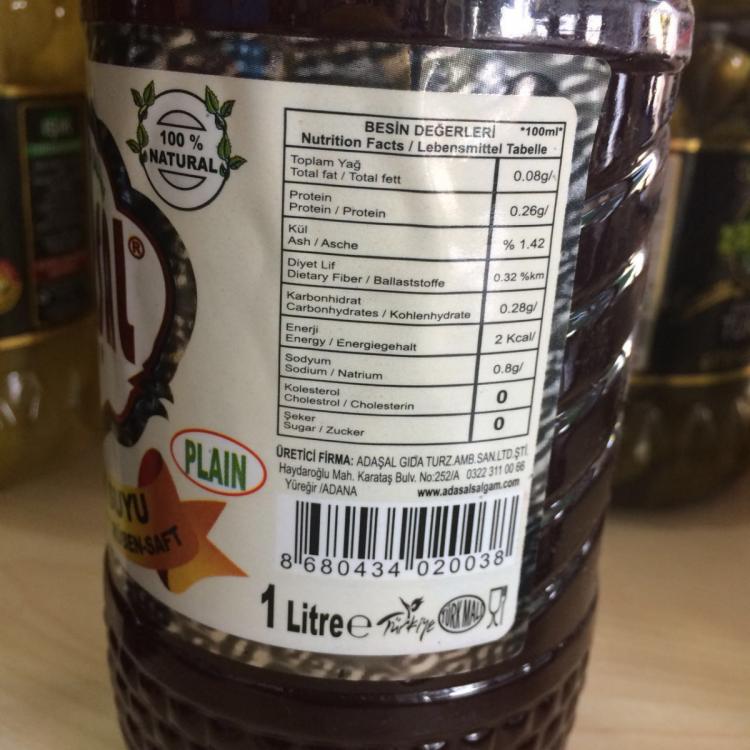 100 %
NATURAL
BESİN DEĞERLERİ *100ml*
Nutrition Facts / Lebensmittel Tabelle
Toplam Yağ
Total fat / Total fett 0.08g/
Protein
Protein / Protein 0.26g/
Kül
Ash / Asche % 1.42
Diyet Lif
Dietary Fiber / Ballaststoffe 0.32 %km
Karbonhidrat
Carbonhydrates / Kohlenhydrate 0.28g/
Enerji
Energy / Energiegehalt 2 Kcal/
Sodyum
Sodium / Natrium 0.8g/
Kolesterol
Cholestrol / Cholesterin 0
Şeker
Sugar / Zucker 0
ÜRETİCİ FİRMA: ADAŞAL GIDA TURZ.AMB.SAN.LTD.ŞTİ.
Haydaroğlu Mah. Karataş Bulv. No:252/A 0322 311 00 66
Yüreğir /ADANA www.adasalsalgam.com
PLAIN
SUYU
BEN-SAFT
8 680434 020038
1 Litre e Türkiye TÜRK MALI